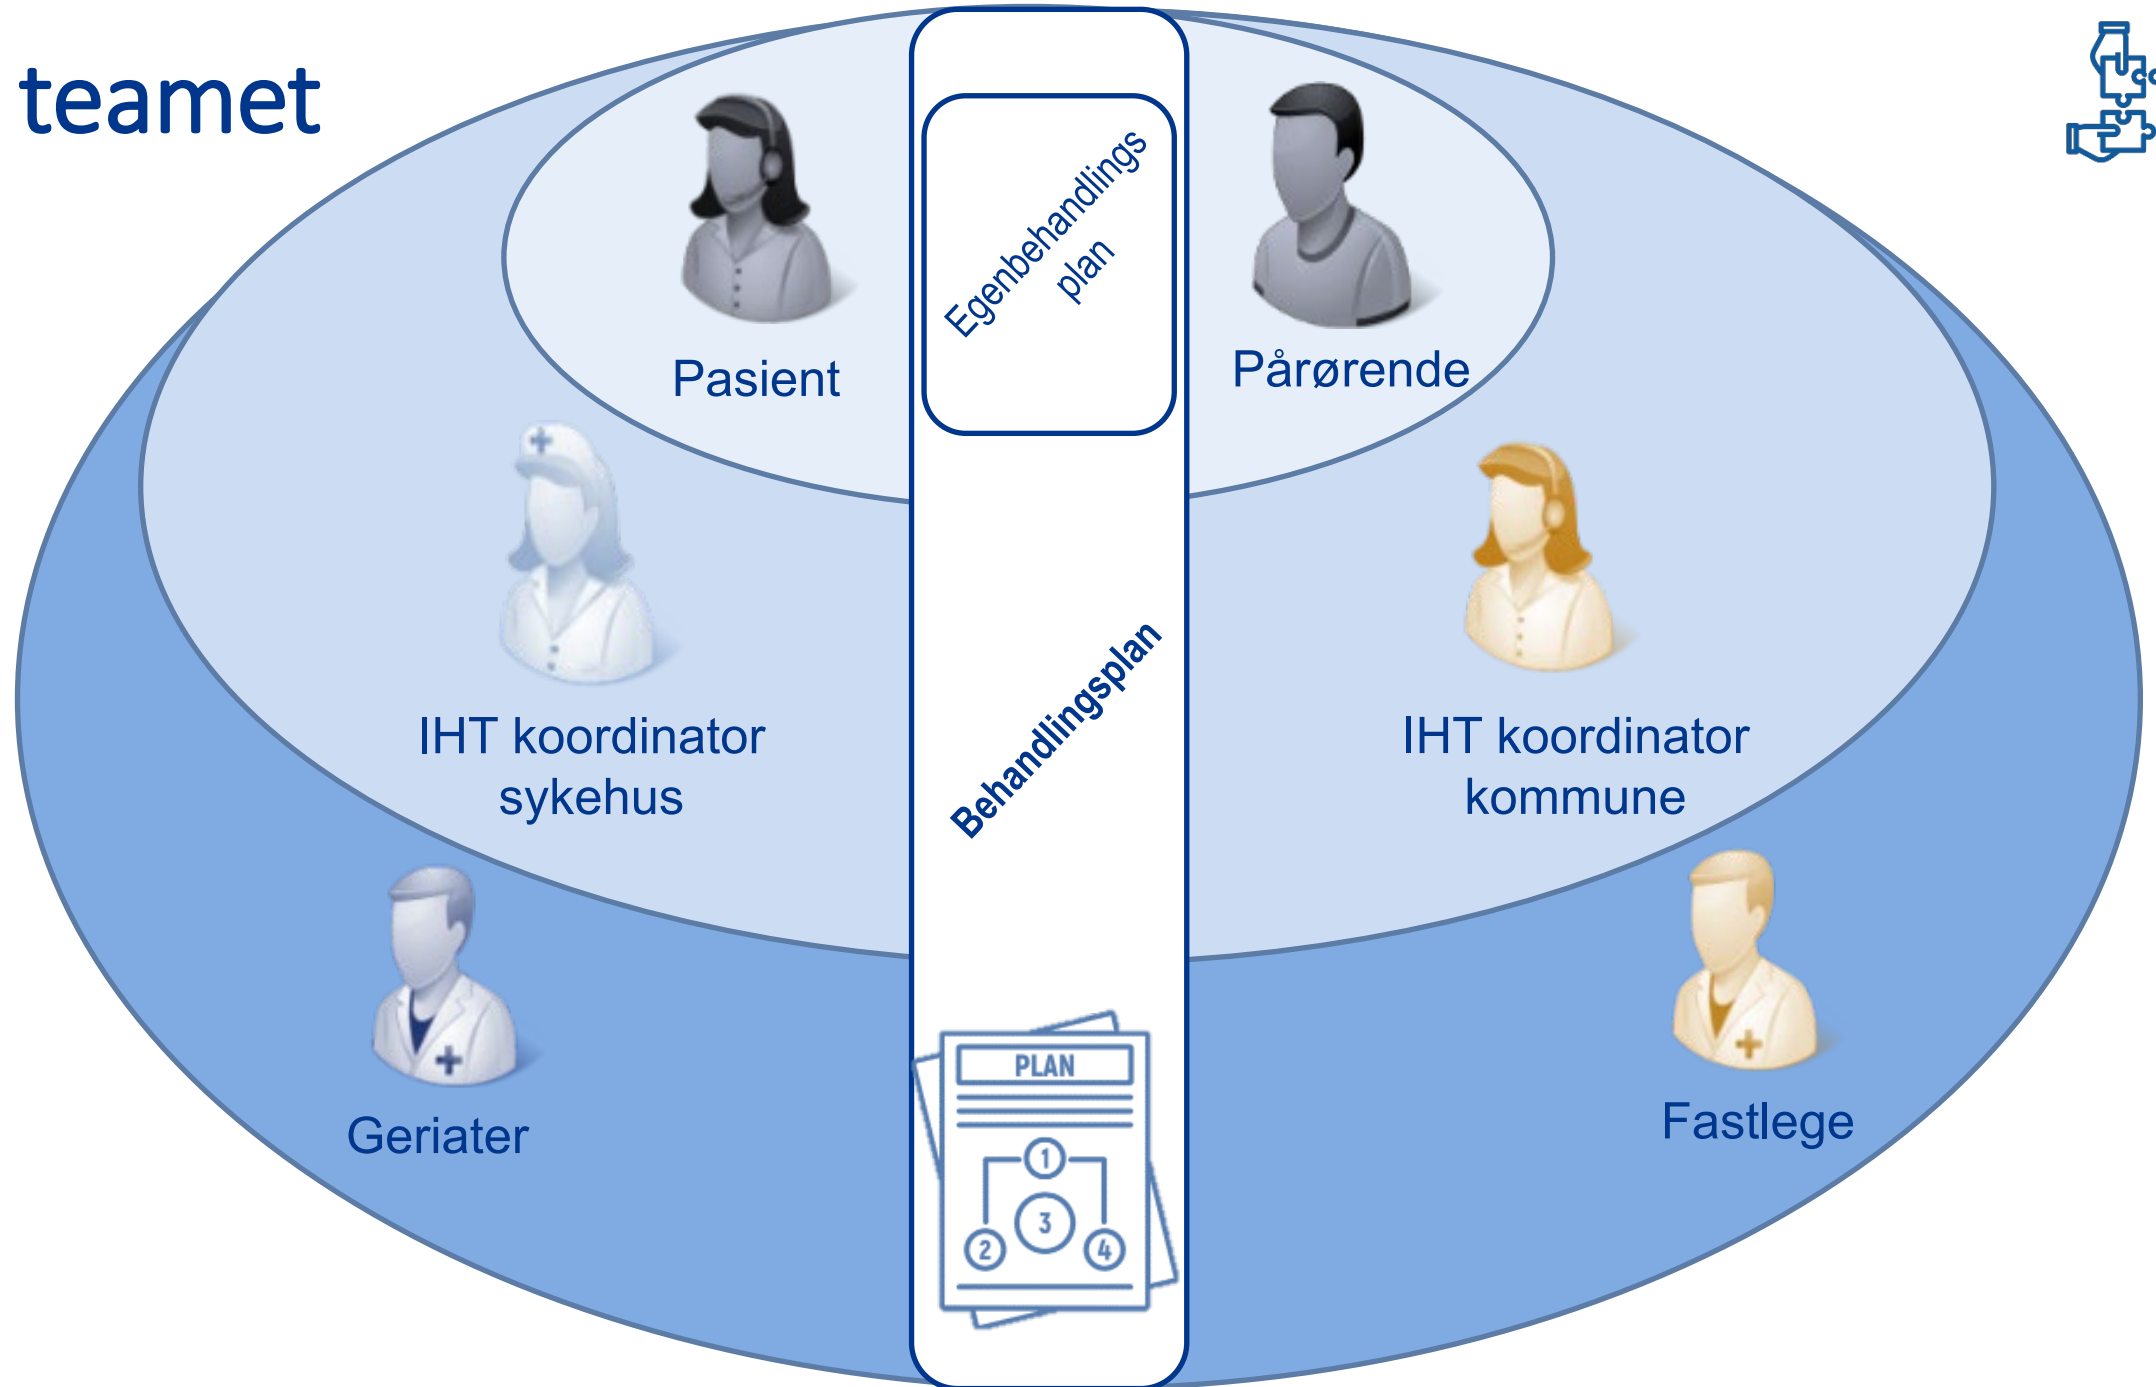 teamet
Egenbehandlings
plan
Pasient
Pårørende
IHT koordinator
sykehus
Behandlingsplan
IHT koordinator
kommune
Geriater
Fastlege
PLAN
1
3
2
4